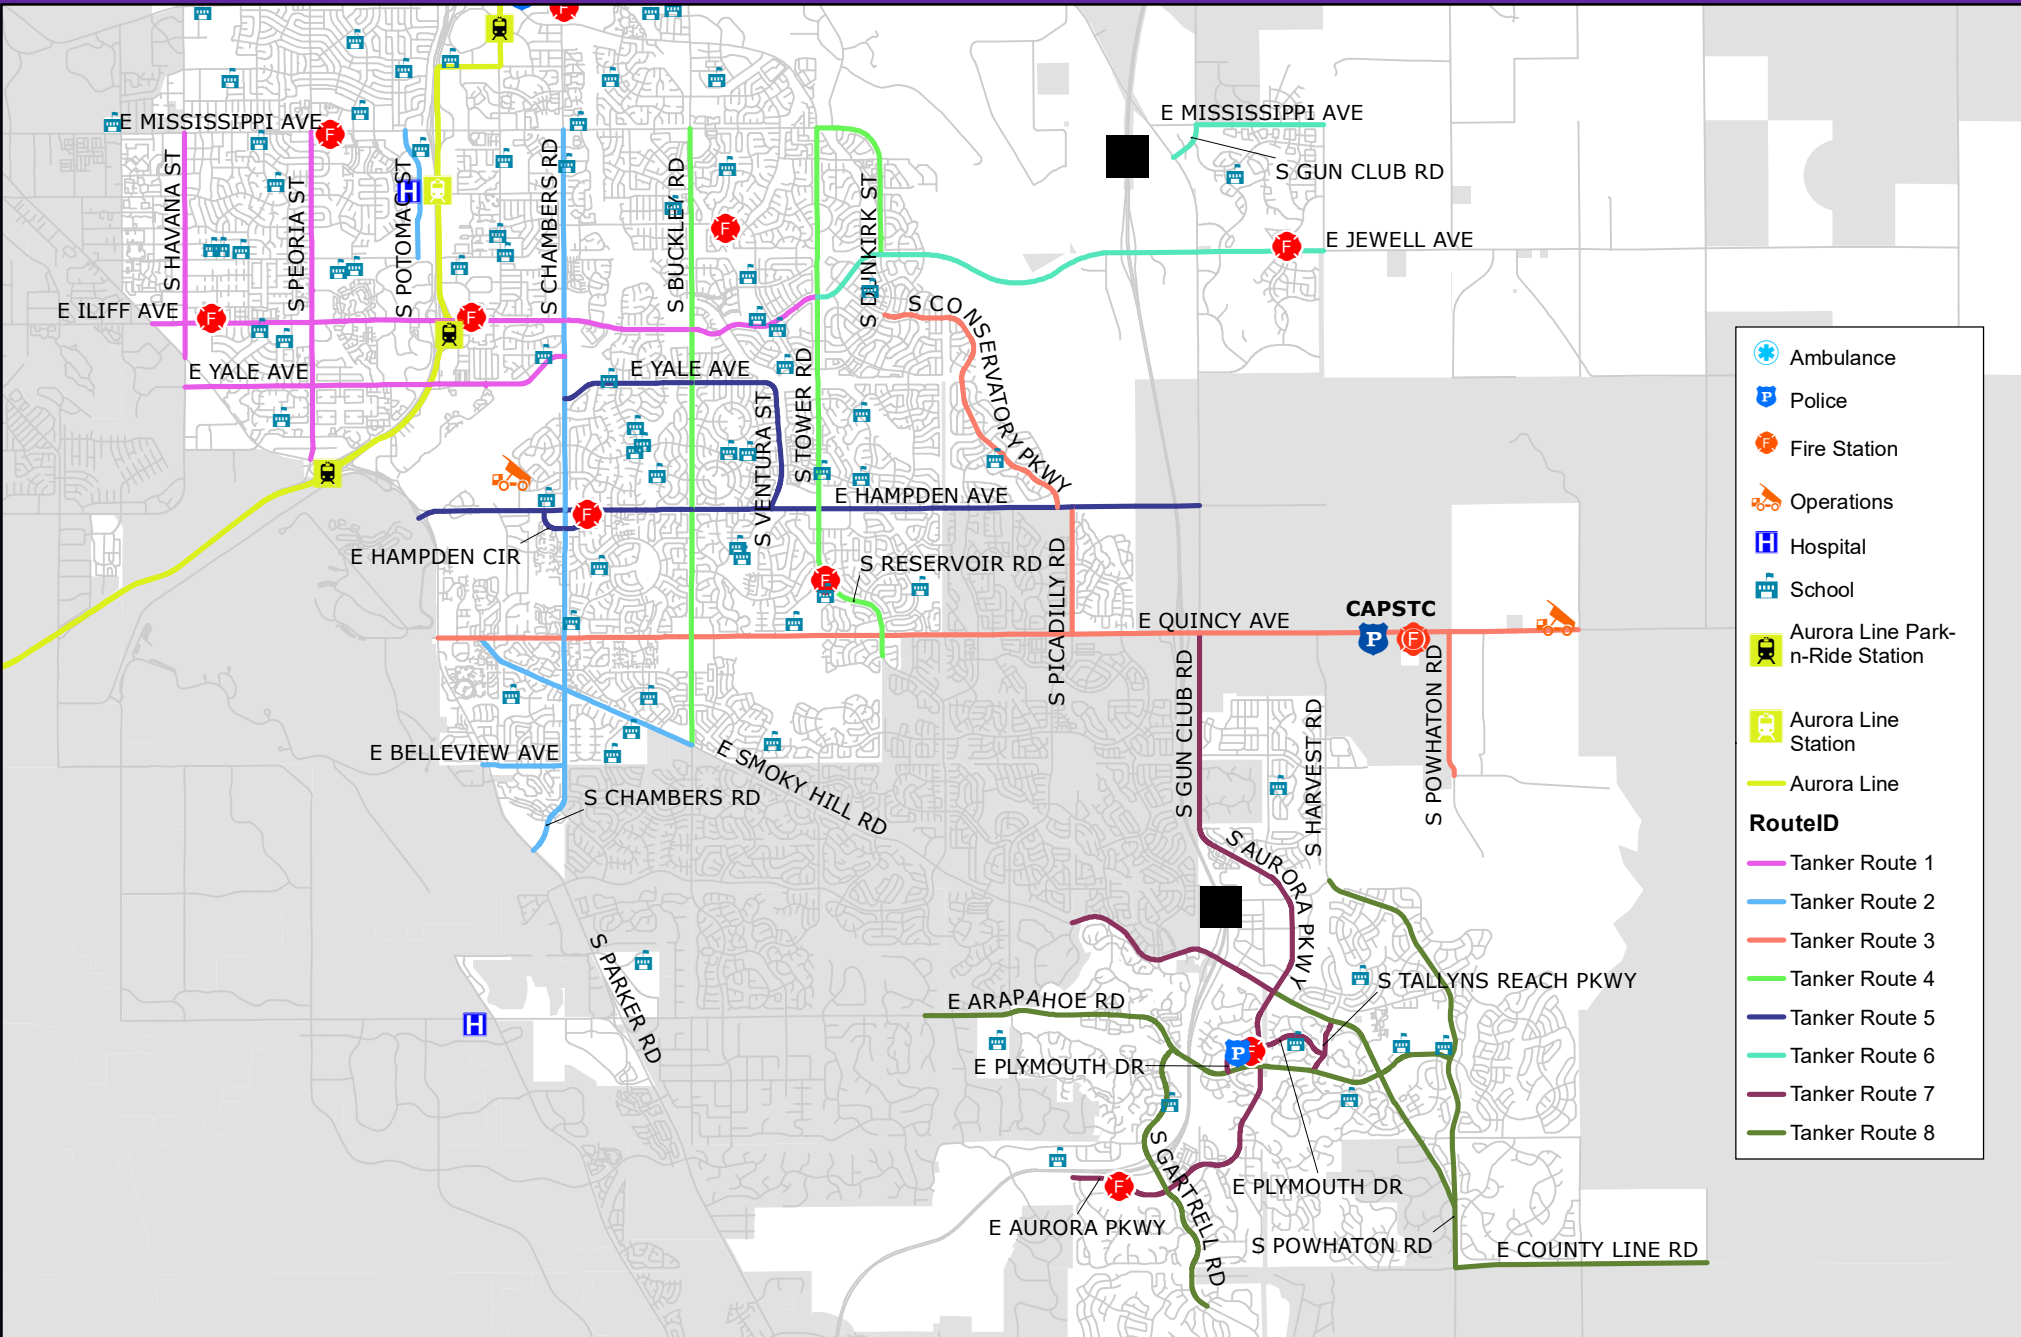 E MISSISSIPPI AVE
E MISSISSIPPI AVE
S GUN CLUB RD
S HAVANA ST
S PEORIA ST
S POTOMAC ST
S CHAMBERS RD
S BUCKLEY RD
S DUNKIRK ST
E JEWELL AVE
E ILIFF AVE
S CONSERVATORY PKWY
E YALE AVE
E YALE AVE
S VENTURA ST
S TOWER RD
E HAMPDEN AVE
E HAMPDEN CIR
S RESERVOIR RD
S PICADILLY RD
E QUINCY AVE
CAPSTC
S GUN CLUB RD
S HARVEST RD
S POWHATON RD
E BELLEVIEW AVE
E SMOKY HILL RD
S CHAMBERS RD
S AURORA PKWY
S PARKER RD
E ARAPAHOE RD
S TALLYNS REACH PKWY
E PLYMOUTH DR
S GARTRELL RD
E PLYMOUTH DR
E AURORA PKWY
S POWHATON RD
E COUNTY LINE RD
H
H
F
F
F
F
F
F
F
F
F
F
F
P
P
Ambulance
P Police
F Fire Station
Operations
H Hospital
School
Aurora Line Park-
n-Ride Station
Aurora Line
Station
Aurora Line
RouteID
Tanker Route 1
Tanker Route 2
Tanker Route 3
Tanker Route 4
Tanker Route 5
Tanker Route 6
Tanker Route 7
Tanker Route 8